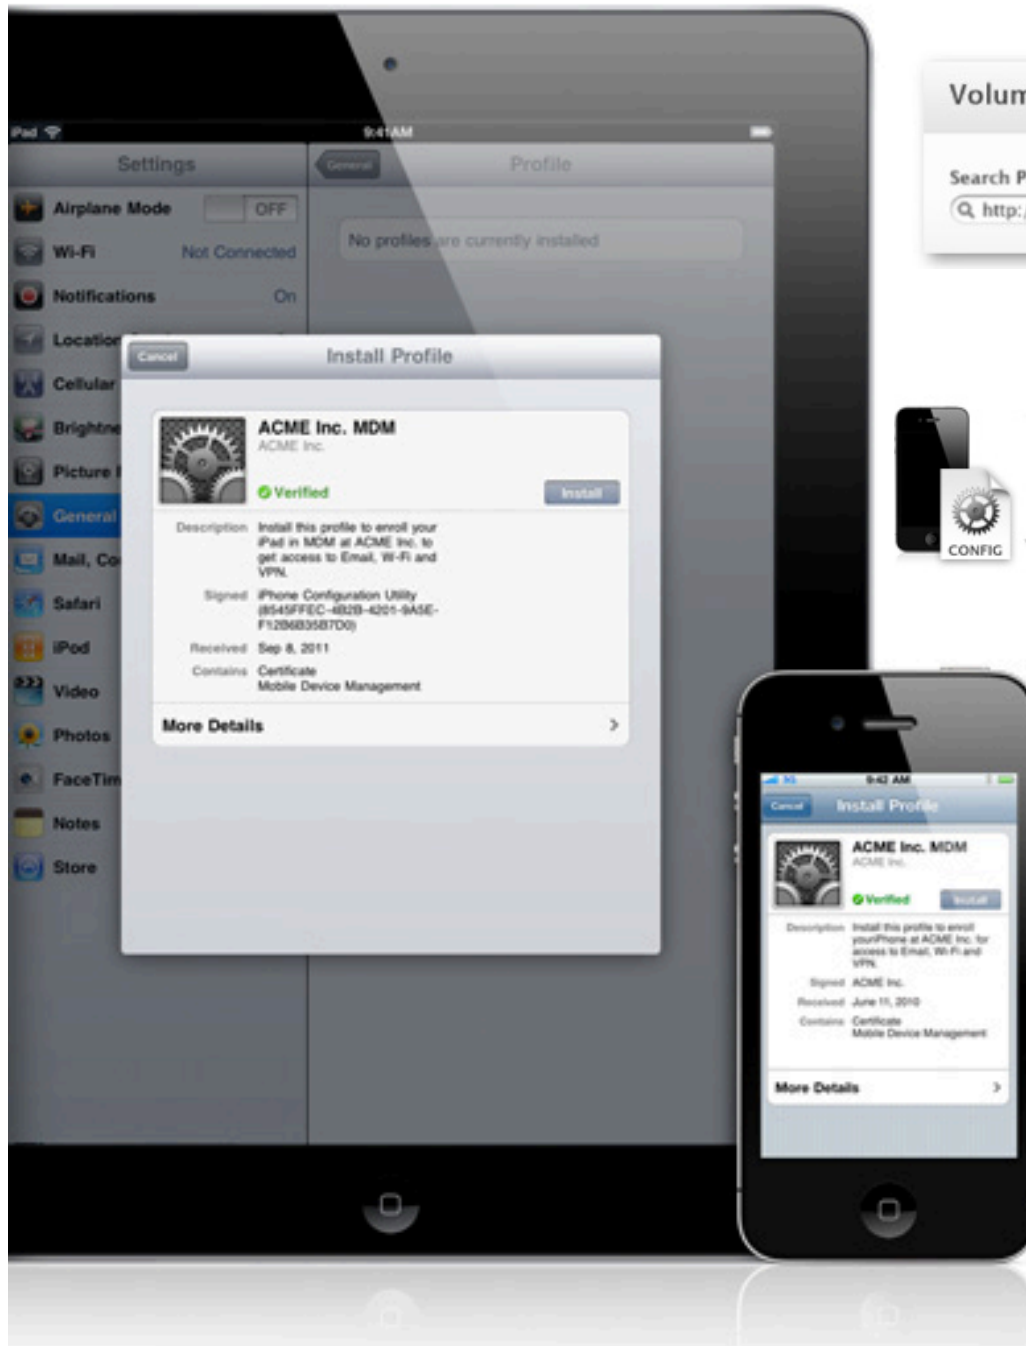 iPad
9:41 AM
Settings
General
Profile
Airplane Mode OFF
No profiles are currently installed
Wi-Fi Not Connected
Notifications On
Location
Cellular
Brightne
Picture
General
Mail, Co
Safari
iPod
Video
Photos
FaceTim
Notes
Store
Cancel
Install Profile
ACME Inc. MDM
ACME Inc.
Verified
Install
Description Install this profile to enroll your
iPad in MDM at ACME Inc. to
get access to Email, Wi-Fi and
VPN.
Signed iPhone Configuration Utility
(8545FFEC-4B2B-4201-9A5E-
F12B6B35B7D0)
Received Sep 8, 2011
Contains Certificate
Mobile Device Management
More Details
Volum
Search P
http:/
CONFIG
3G
9:42 AM
Cancel
Install Profile
ACME Inc. MDM
ACME Inc.
Verified
Install
Description Install this profile to enroll
youriPhone at ACME Inc. for
access to Email, Wi-Fi and
VPN.
Signed ACME Inc.
Received June 11, 2010
Contains Certificate
Mobile Device Management
More Details